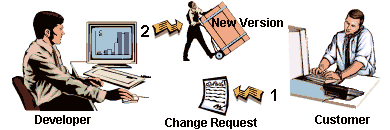 2
New Version
1
Developer
Change Request
Customer